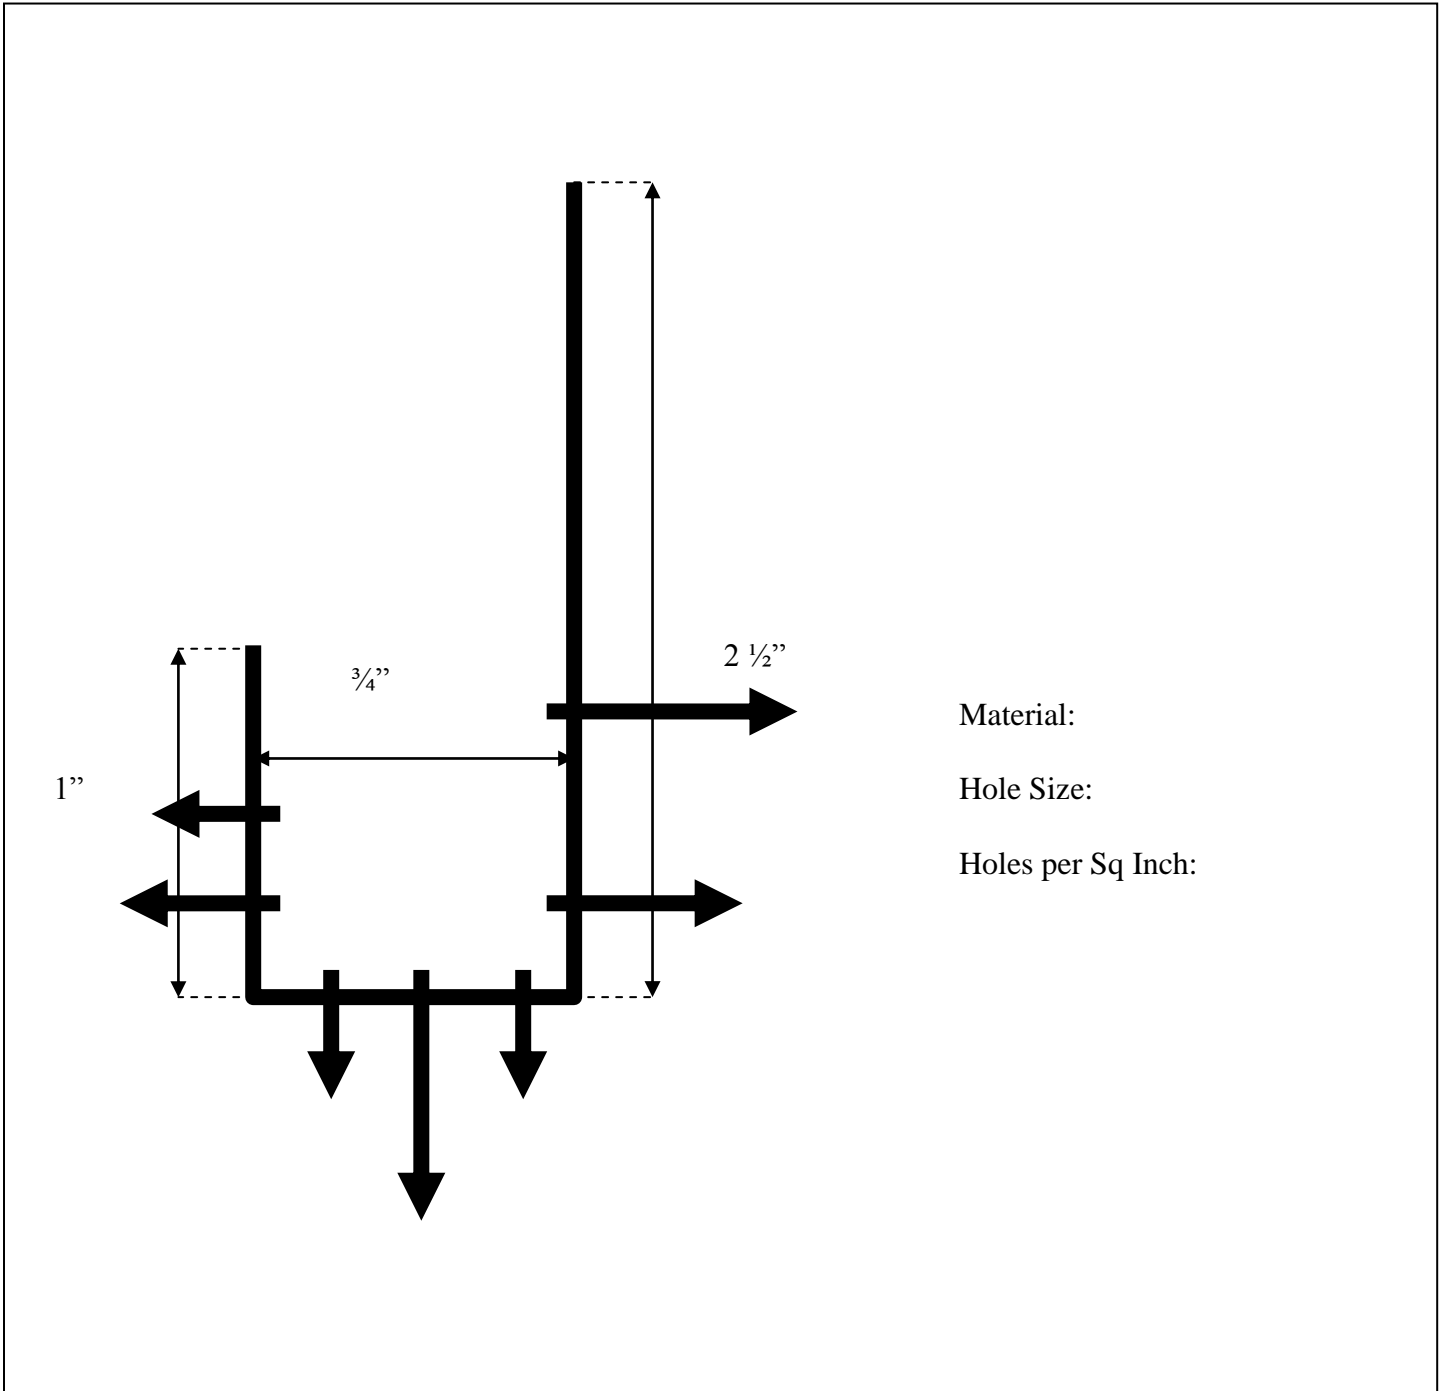 2 ½”
¾”
Material:
1”
Hole Size:
Holes per Sq Inch: